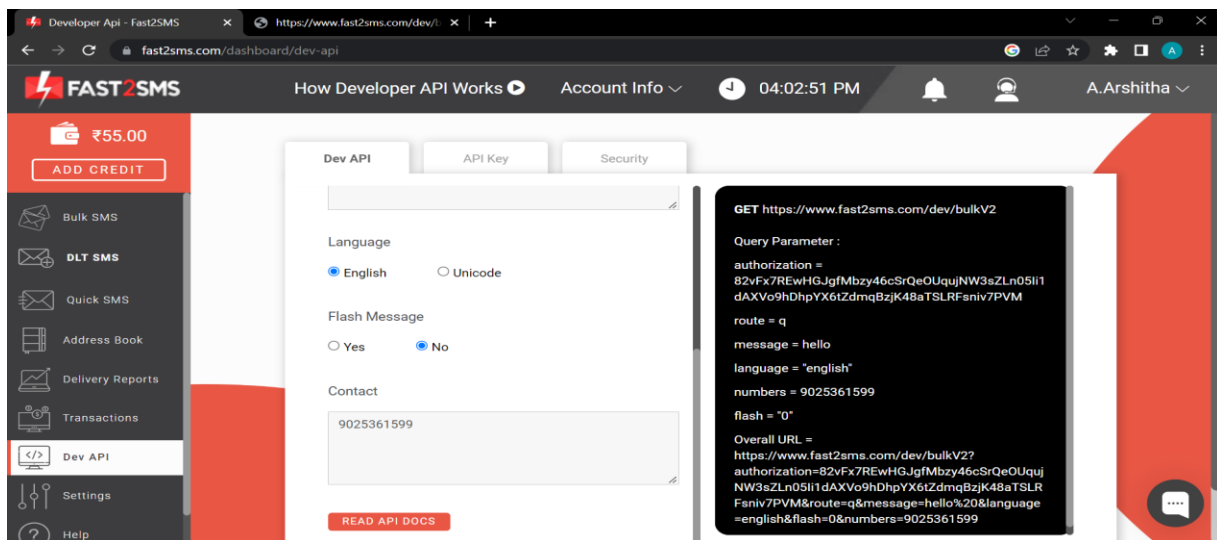 Developer Api - Fast2SMS
https://www.fast2sms.com/dev/b
fast2sms.com/dashboard/dev-api
A
FAST2SMS
How Developer API Works
Account Info
04:02:51 PM
A.Arshitha
₹55.00
ADD CREDIT
Bulk SMS
DLT SMS
Quick SMS
Address Book
Delivery Reports
Transactions
Dev API
Settings
Help
Dev API
API Key
Security
Language
English
Unicode
Flash Message
Yes
No
Contact
9025361599
READ API DOCS
GET https://www.fast2sms.com/dev/bulkV2
Query Parameter :
authorization =
82vFx7REwHGJgfMbzy46cSrQeOUqujNW3sZLn05Ii1
dAXVo9hDhpYX6tZdmqBzjK48aTSLRFsniv7PVM
route = q
message = hello
language = "english"
numbers = 9025361599
flash = "0"
Overall URL =
https://www.fast2sms.com/dev/bulkV2?
authorization=82vFx7REwHGJgfMbzy46cSrQeOUquj
NW3sZLn05Ii1dAXVo9hDhpYX6tZdmqBzjK48aTSLR
Fsniv7PVM&route=q&message=hello%20&language
=english&flash=0&numbers=9025361599